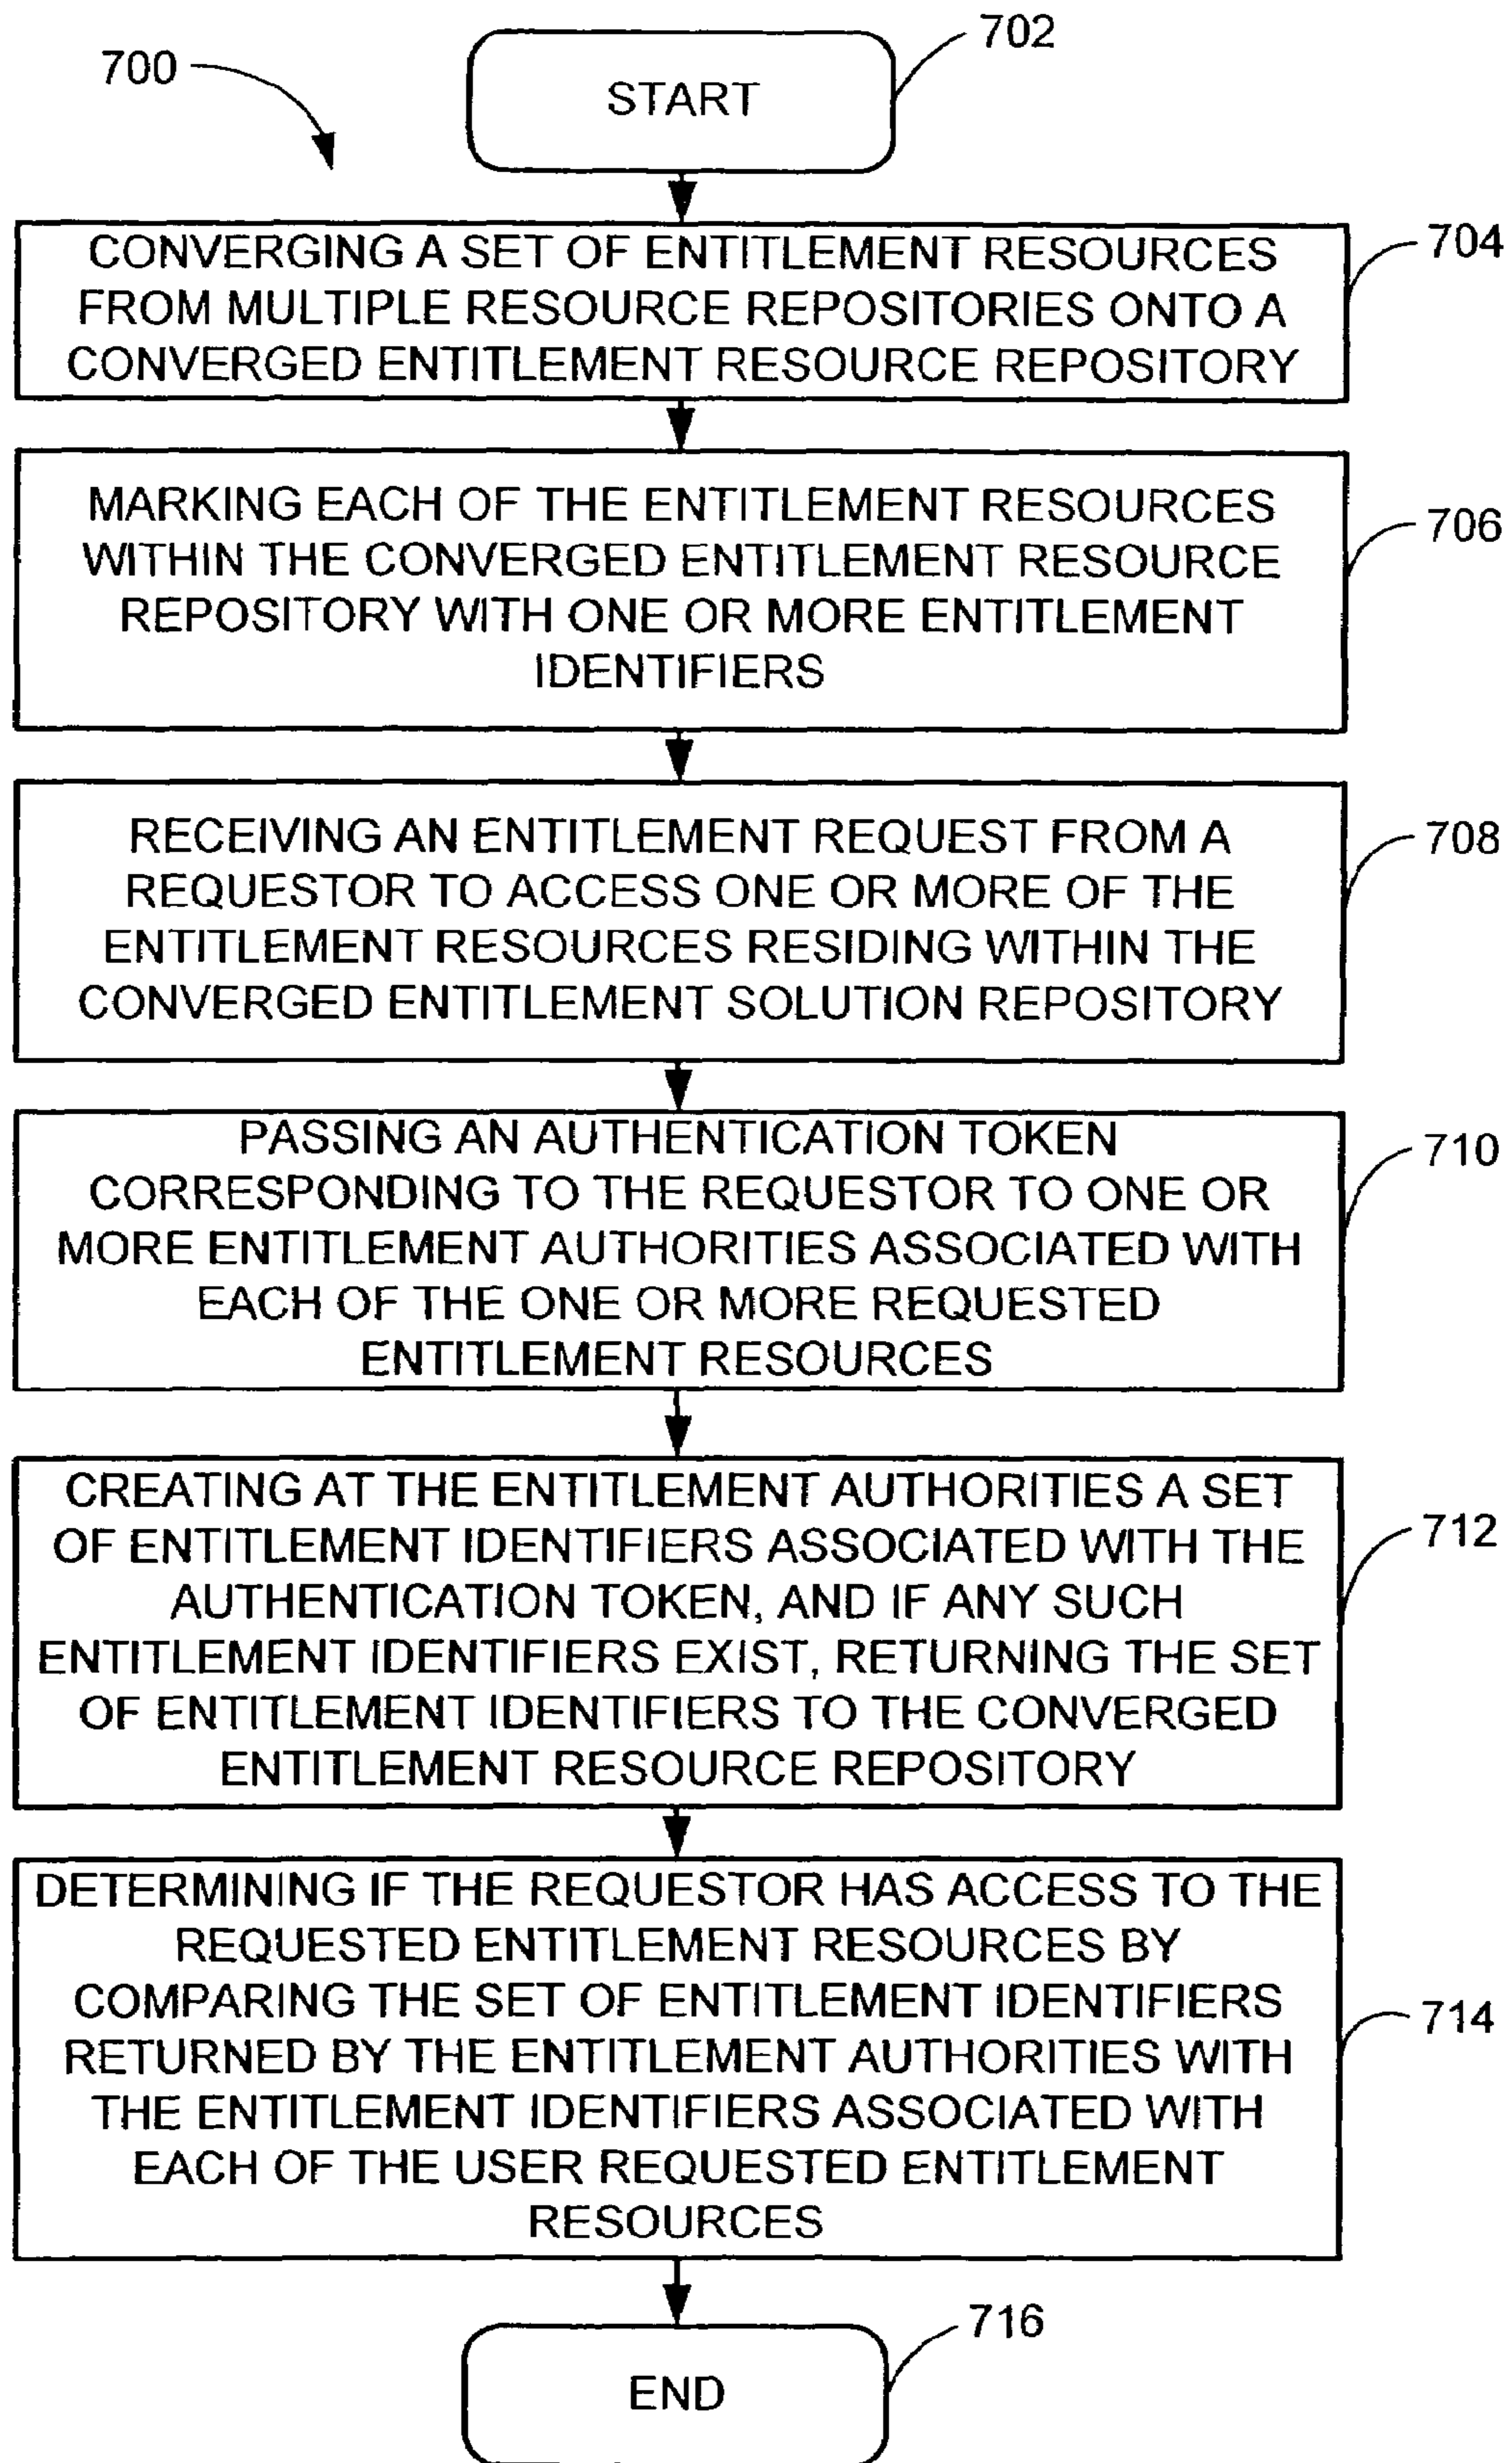 700
702
START
704
CONVERGING A SET OF ENTITLEMENT RESOURCES
FROM MULTIPLE RESOURCE REPOSITORIES ONTO A
CONVERGED ENTITLEMENT RESOURCE REPOSITORY
706
MARKING EACH OF THE ENTITLEMENT RESOURCES
WITHIN THE CONVERGED ENTITLEMENT RESOURCE
REPOSITORY WITH ONE OR MORE ENTITLEMENT
IDENTIFIERS
708
RECEIVING AN ENTITLEMENT REQUEST FROM A
REQUESTOR TO ACCESS ONE OR MORE OF THE
ENTITLEMENT RESOURCES RESIDING WITHIN THE
CONVERGED ENTITLEMENT SOLUTION REPOSITORY
710
PASSING AN AUTHENTICATION TOKEN
CORRESPONDING TO THE REQUESTOR TO ONE OR
MORE ENTITLEMENT AUTHORITIES ASSOCIATED WITH
EACH OF THE ONE OR MORE REQUESTED
ENTITLEMENT RESOURCES
712
CREATING AT THE ENTITLEMENT AUTHORITIES A SET
OF ENTITLEMENT IDENTIFIERS ASSOCIATED WITH THE
AUTHENTICATION TOKEN, AND IF ANY SUCH
ENTITLEMENT IDENTIFIERS EXIST, RETURNING THE SET
OF ENTITLEMENT IDENTIFIERS TO THE CONVERGED
ENTITLEMENT RESOURCE REPOSITORY
714
DETERMINING IF THE REQUESTOR HAS ACCESS TO THE
REQUESTED ENTITLEMENT RESOURCES BY
COMPARING THE SET OF ENTITLEMENT IDENTIFIERS
RETURNED BY THE ENTITLEMENT AUTHORITIES WITH
THE ENTITLEMENT IDENTIFIERS ASSOCIATED WITH
EACH OF THE USER REQUESTED ENTITLEMENT
RESOURCES
716
END